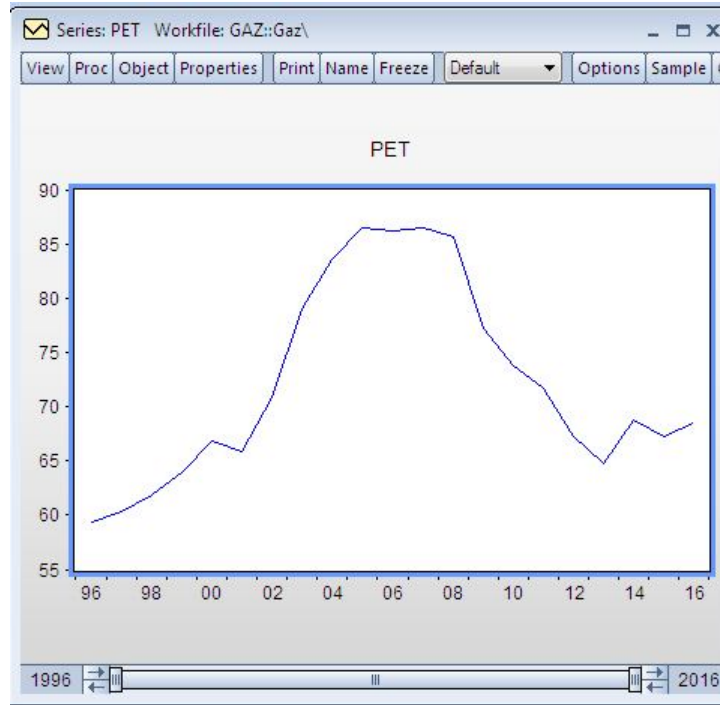 Series: PET Workfile: GAZ::Gaz\
View Proc Object Properties Print Name Freeze Default Options Sample
PET
90
85
80
75
70
65
60
55
96 98 00 02 04 06 08 10 12 14 16
1996 2016